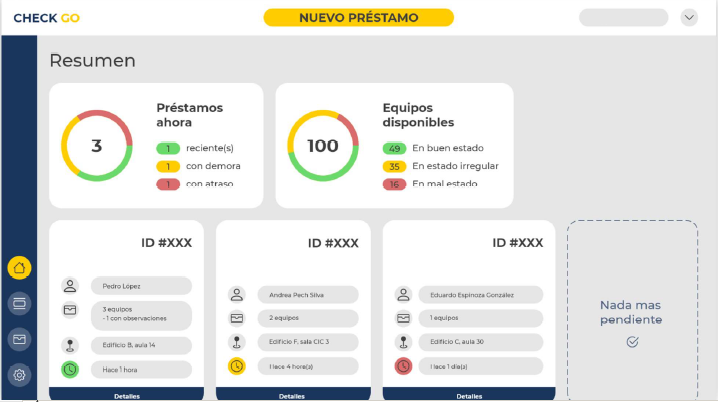 CHECK GO
NUEVO PRÉSTAMO
Resumen
3
Préstamos
ahora
1 reciente(s)
1 con demora
1 con atraso
100
Equipos
disponibles
49 En buen estado
35 En estado irregular
16 En mal estado
ID #XXX
Pedro López
3 equipos
- 1 con observaciones
Edificio B, aula 14
Hace 1 hora
Detalles
ID #XXX
Andrea Pech Silva
2 equipos
Edificio F, sala CIC 3
Hace 4 hora(s)
Detalles
ID #XXX
Eduardo Espinoza González
1 equipos
Edificio C, aula 30
Hace 1 día(s)
Detalles
Nada mas
pendiente